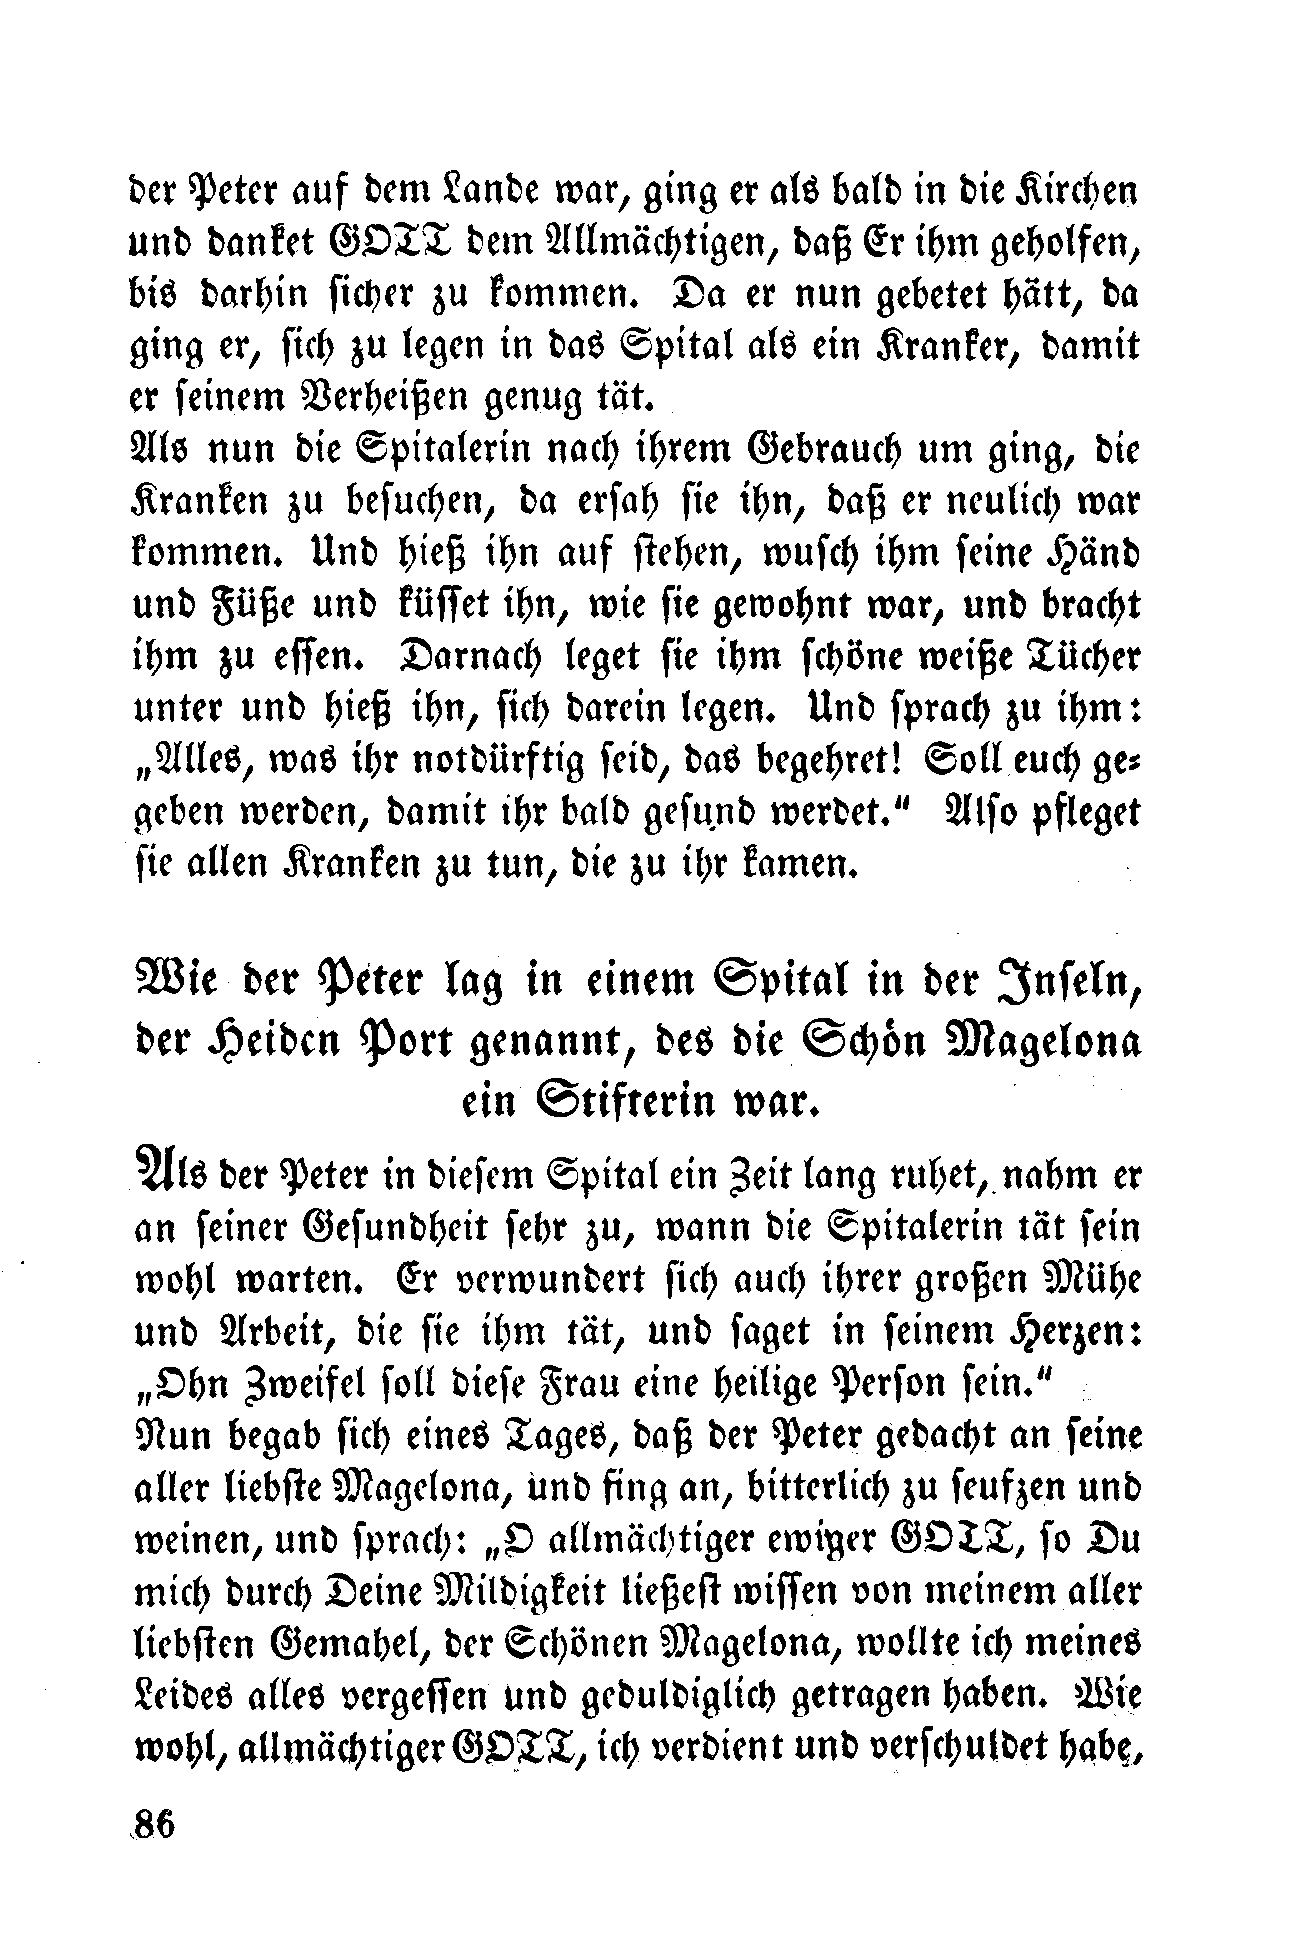 der Peter auf dem Lande war, ging er als bald in die Kirchen
und danket GOTT dem Allmächtigen, daß Er ihm geholfen,
bis darhin sicher zu kommen. Da er nun gebetet hätt, da
ging er, sich zu legen in das Spital als ein Kranker, damit
er seinem Verheißen genug tät.
Als nun die Spitalerin nach ihrem Gebrauch um ging, die
Kranken zu besuchen, da ersah sie ihn, daß er neulich war
kommen. Und hieß ihn auf stehen, wusch ihm seine Händ
und Füße und küsset ihn, wie sie gewohnt war, und bracht
ihm zu essen. Darnach leget sie ihm schöne weiße Tücher
unter und hieß ihn, sich darein legen. Und sprach zu ihm:
„Alles, was ihr notdürftig seid, das begehret! Soll euch ge-
geben werden, damit ihr bald gesund werdet.“ Also pfleget
sie allen Kranken zu tun, die zu ihr kamen.
Wie der Peter lag in einem Spital in der Inseln,
der Heiden Port genannt, des die Schön Magelona
ein Stifterin war.
Als der Peter in diesem Spital ein Zeit lang ruhet, nahm er
an seiner Gesundheit sehr zu, wann die Spitalerin tät sein
wohl warten. Er verwundert sich auch ihrer großen Mühe
und Arbeit, die sie ihm tät, und saget in seinem Herzen:
„Ohn Zweifel soll diese Frau eine heilige Person sein.“
Nun begab sich eines Tages, daß der Peter gedacht an seine
aller liebste Magelona, und fing an, bitterlich zu seufzen und
weinen, und sprach: „O allmächtiger ewiger GOTT, so Du
mich durch Deine Mildigkeit ließest wissen von meinem aller
liebsten Gemahel, der Schönen Magelona, wollte ich meines
Leides alles vergessen und geduldiglich getragen haben. Wie
wohl, allmächtiger GOTT, ich verdient und verschuldet habe,
86